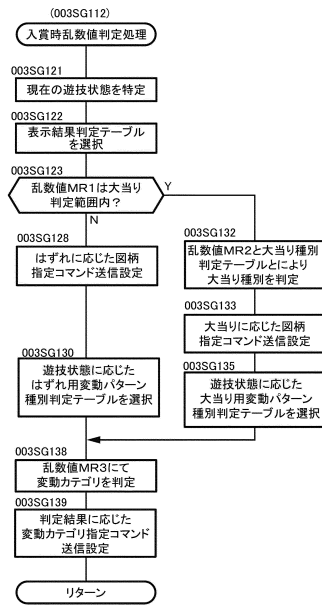 (003SG112)
入賞時乱数値判定処理
003SG121
現在の遊技状態を特定
003SG122
表示結果判定テーブル
を選択
003SG123
乱数値MR1は大当り
判定範囲内？
Y
N
003SG128
はずれに応じた図柄
指定コマンド送信設定
003SG130
遊技状態に応じた
はずれ用変動パターン
種別判定テーブルを選択
003SG132
乱数値MR2と大当り種別
判定テーブルとにより
大当り種別を判定
003SG133
大当りに応じた図柄
指定コマンド送信設定
003SG135
遊技状態に応じた
大当り用変動パターン
種別判定テーブルを選択
003SG138
乱数値MR3にて
変動カテゴリを判定
003SG139
判定結果に応じた
変動カテゴリ指定コマンド
送信設定
リターン